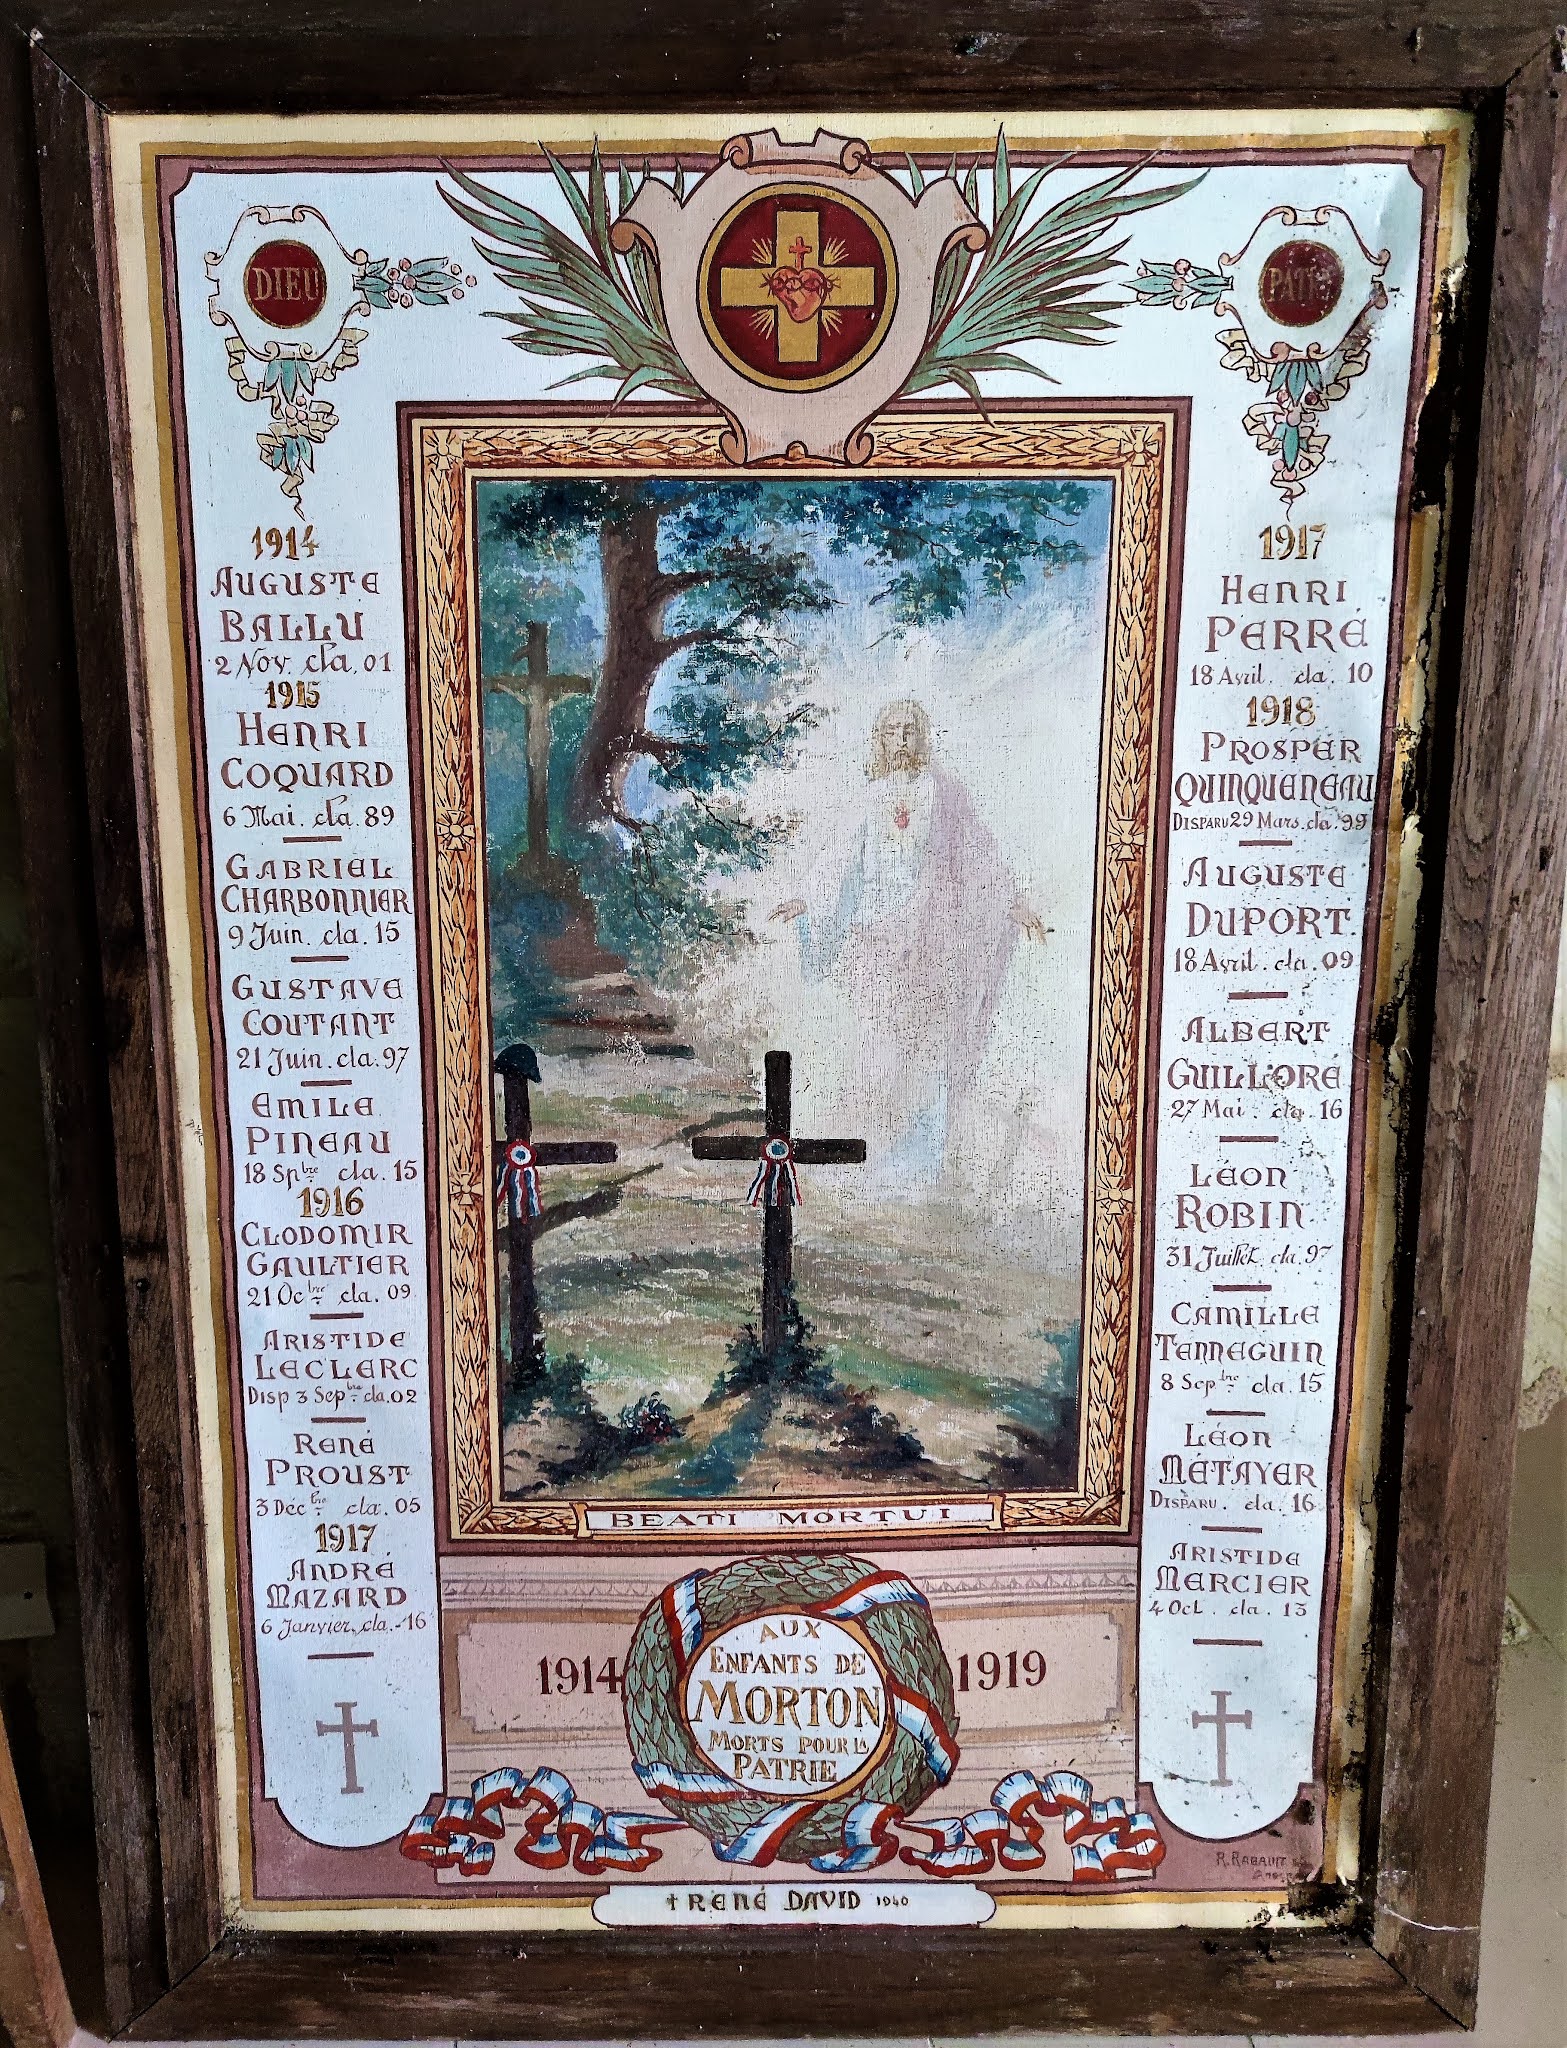 DIEU
1914
AUGUSTE
BALLU
2 Nov. cla. 01
1915
HENRI
COQUARD
6 Mai. cla. 89
GABRIEL
CHARBONNIER
9 Juin. cla. 15
GUSTAVE
COUTANT
21 Juin. cla. 97
EMILE
PINEAU
18 Spbre cla. 15
1916
CLODOMIR
GAULTIER
21 Ocbre cla. 09
ARISTIDE
LECLERC
DISP 3 Sepbre cla. 02
RENÉ
PROUST
3 Décbre cla. 05
1917
ANDRÉ
MAZARD
6 Janvier. cla. 16
1917
HENRI
PERRÉ
18 Avril. cla. 10
1918
PROSPER
QUINQUENEAU
DISPARU 29 Mars. cla. 99
AUGUSTE
DUPORT
18 Avril. cla. 09
ALBERT
GUILLORÉ
27 Mai. cla. 16
LÉON
ROBIN
31 Juillet. cla. 97
CAMILLE
TENNEGUIN
8 Sepbre cla. 15
LÉON
MÉTAYER
DISPARU. cla. 16
ARISTIDE
MERCIER
4 Oct. cla. 13
BEATI MORTUI
1914 1919
AUX
ENFANTS DE
MORTON
MORTS POUR LA
PATRIE
R. RABAULT
† RENÉ DAVID 1940